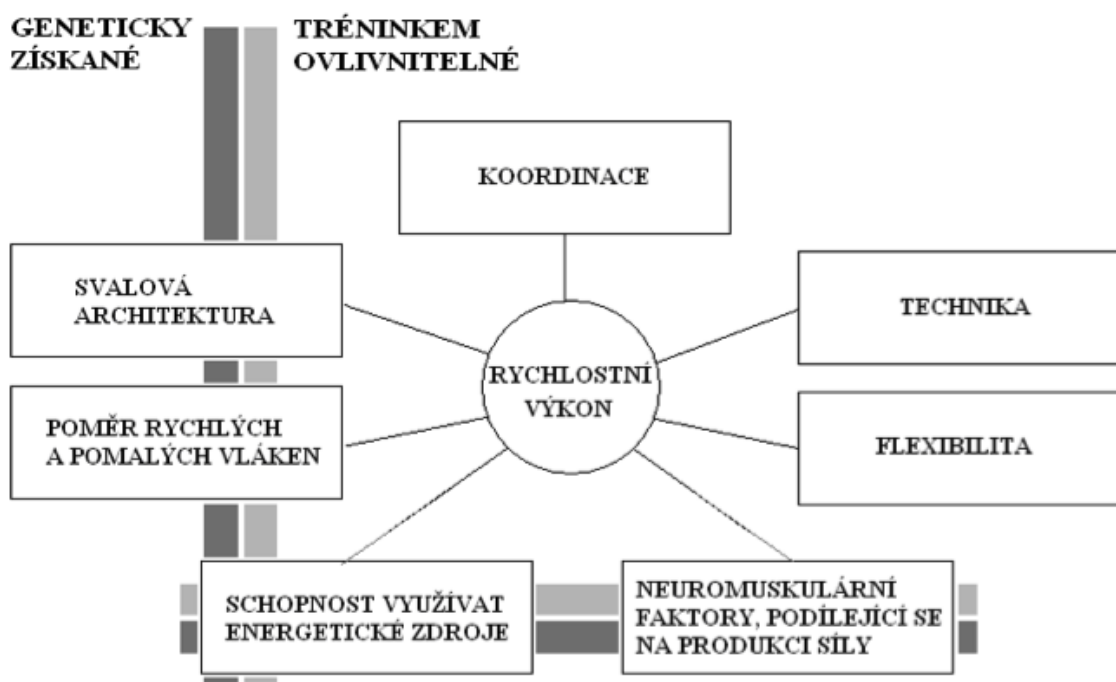 GENETICKY
ZÍSKANÉ
TRÉNINKEM
OVLIVNITELNÉ
KOORDINACE
SVALOVÁ
ARCHITEKTURA
TECHNIKA
RYCHLOSTNÍ
VÝKON
POMĚR RYCHLÝCH
A POMALÝCH VLÁKEN
FLEXIBILITA
SCHOPNOST VYUŽÍVAT
ENERGETICKÉ ZDROJE
NEUROMUSKULÁRNÍ
FAKTORY, PODÍLEJÍCÍ SE
NA PRODUKCI SÍLY